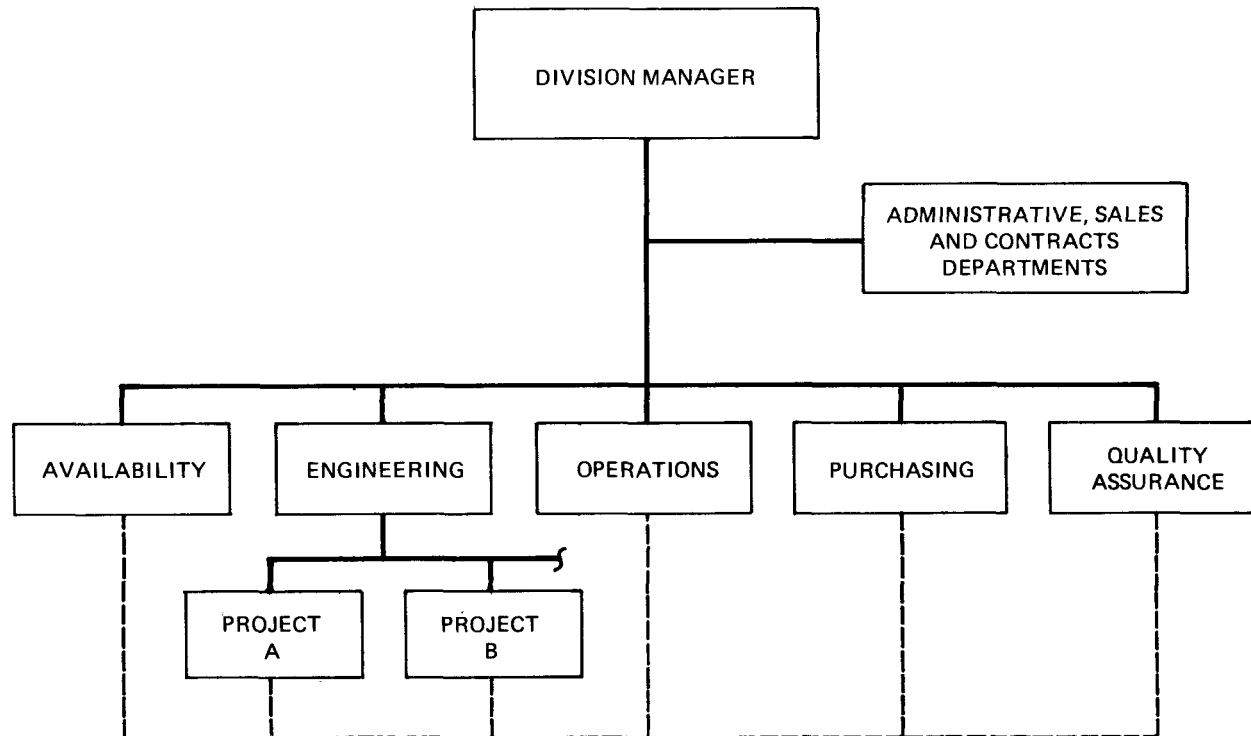 DIVISION MANAGER
ADMINISTRATIVE, SALES
AND CONTRACTS
DEPARTMENTS
AVAILABILITY
ENGINEERING
OPERATIONS
PURCHASING
QUALITY
ASSURANCE
PROJECT
A
PROJECT
B